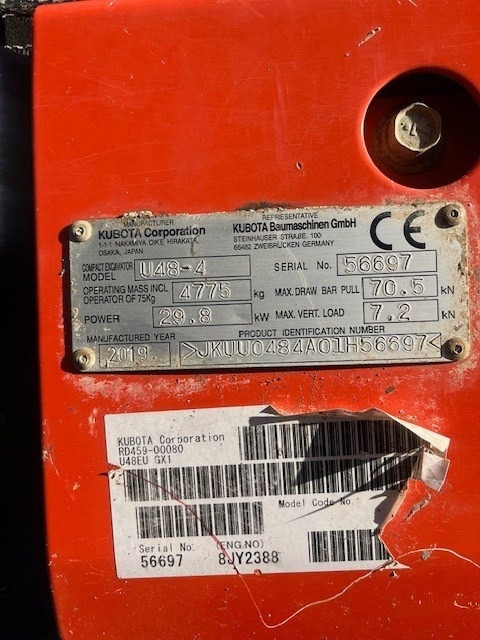 MANUFACTURER
KUBOTA Corporation
1-1-1 NAKAMIYA OIKE HIRAKATA
OSAKA, JAPAN
REPRESENTATIVE
KUBOTA Baumaschinen GmbH
STEINHAUSER STRAßE 100
66482 ZWEIBRÜCKEN GERMANY
CE
COMPACT EXCAVATOR
MODEL U48-4
SERIAL No. 56697
OPERATING MASS INCL
OPERATOR OF 75Kg 4775 kg
MAX. DRAW BAR PULL 70.5 kN
POWER 29.8 kW
MAX. VERT. LOAD 7.2 kN
MANUFACTURED YEAR
2019
PRODUCT IDENTIFICATION NUMBER
>JKUU0484A01H56697<
KUBOTA Corporation
RD459-00080
U48EU GX1
Model Code No.
Serial No. 56697
(ENG.NO) 8JY2388